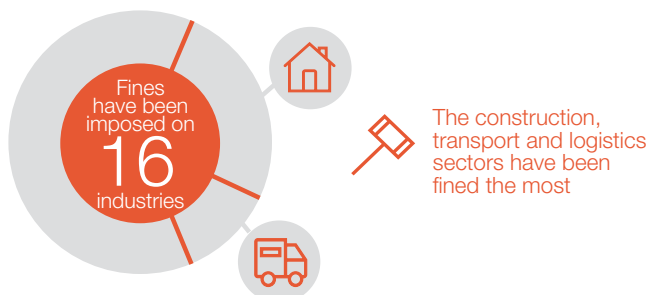 Fines
have been
imposed on
16
industries
The construction,
transport and logistics
sectors have been
fined the most